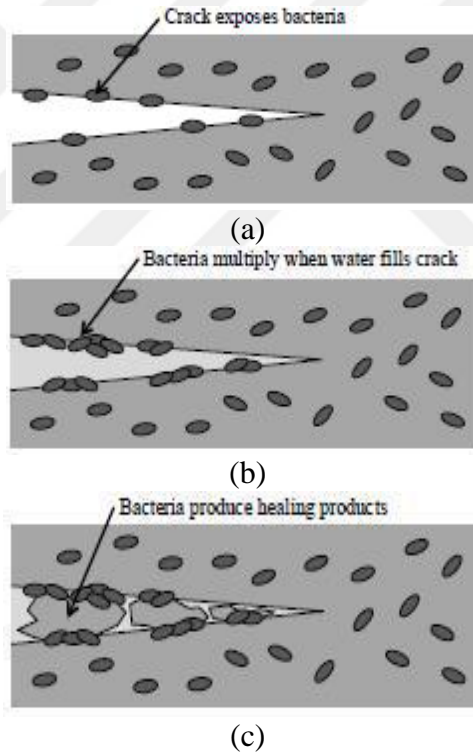 Crack exposes bacteria
(a)
Bacteria multiply when water fills crack
(b)
Bacteria produce healing products
(c)